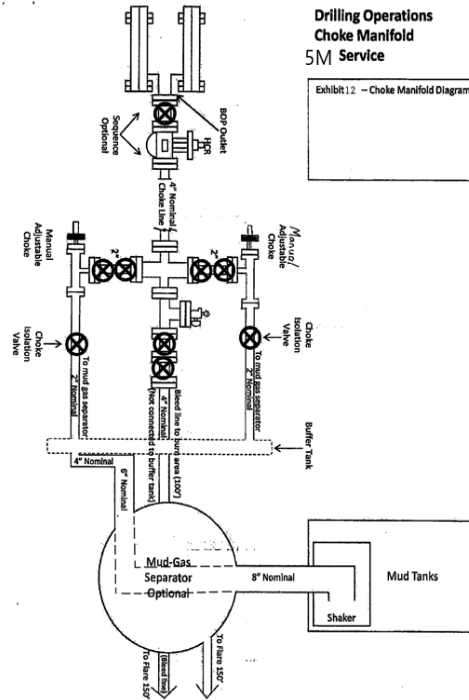 Drilling Operations
Choke Manifold
5M Service
Exhibit 12 – Choke Manifold Diagram
BOP Outlet
HCR
Sequence
Optional
4" Nominal
Choke Line
Manual
Adjustable
Choke
2"
2"
Manual
Adjustable
Choke
Choke
Isolation
Valve
Choke
Isolation
Valve
To mud gas separator
2" Nominal
Bleed line to burn area (100')
4" Nominal
(Not connected to buffer tank)
To mud gas separator
2" Nominal
Buffer Tank
4" Nominal
6" Nominal
Mud-Gas
Separator
Optional
8" Nominal
Mud Tanks
Shaker
To Flare 150'
(Bleed line)
To Flare 150'